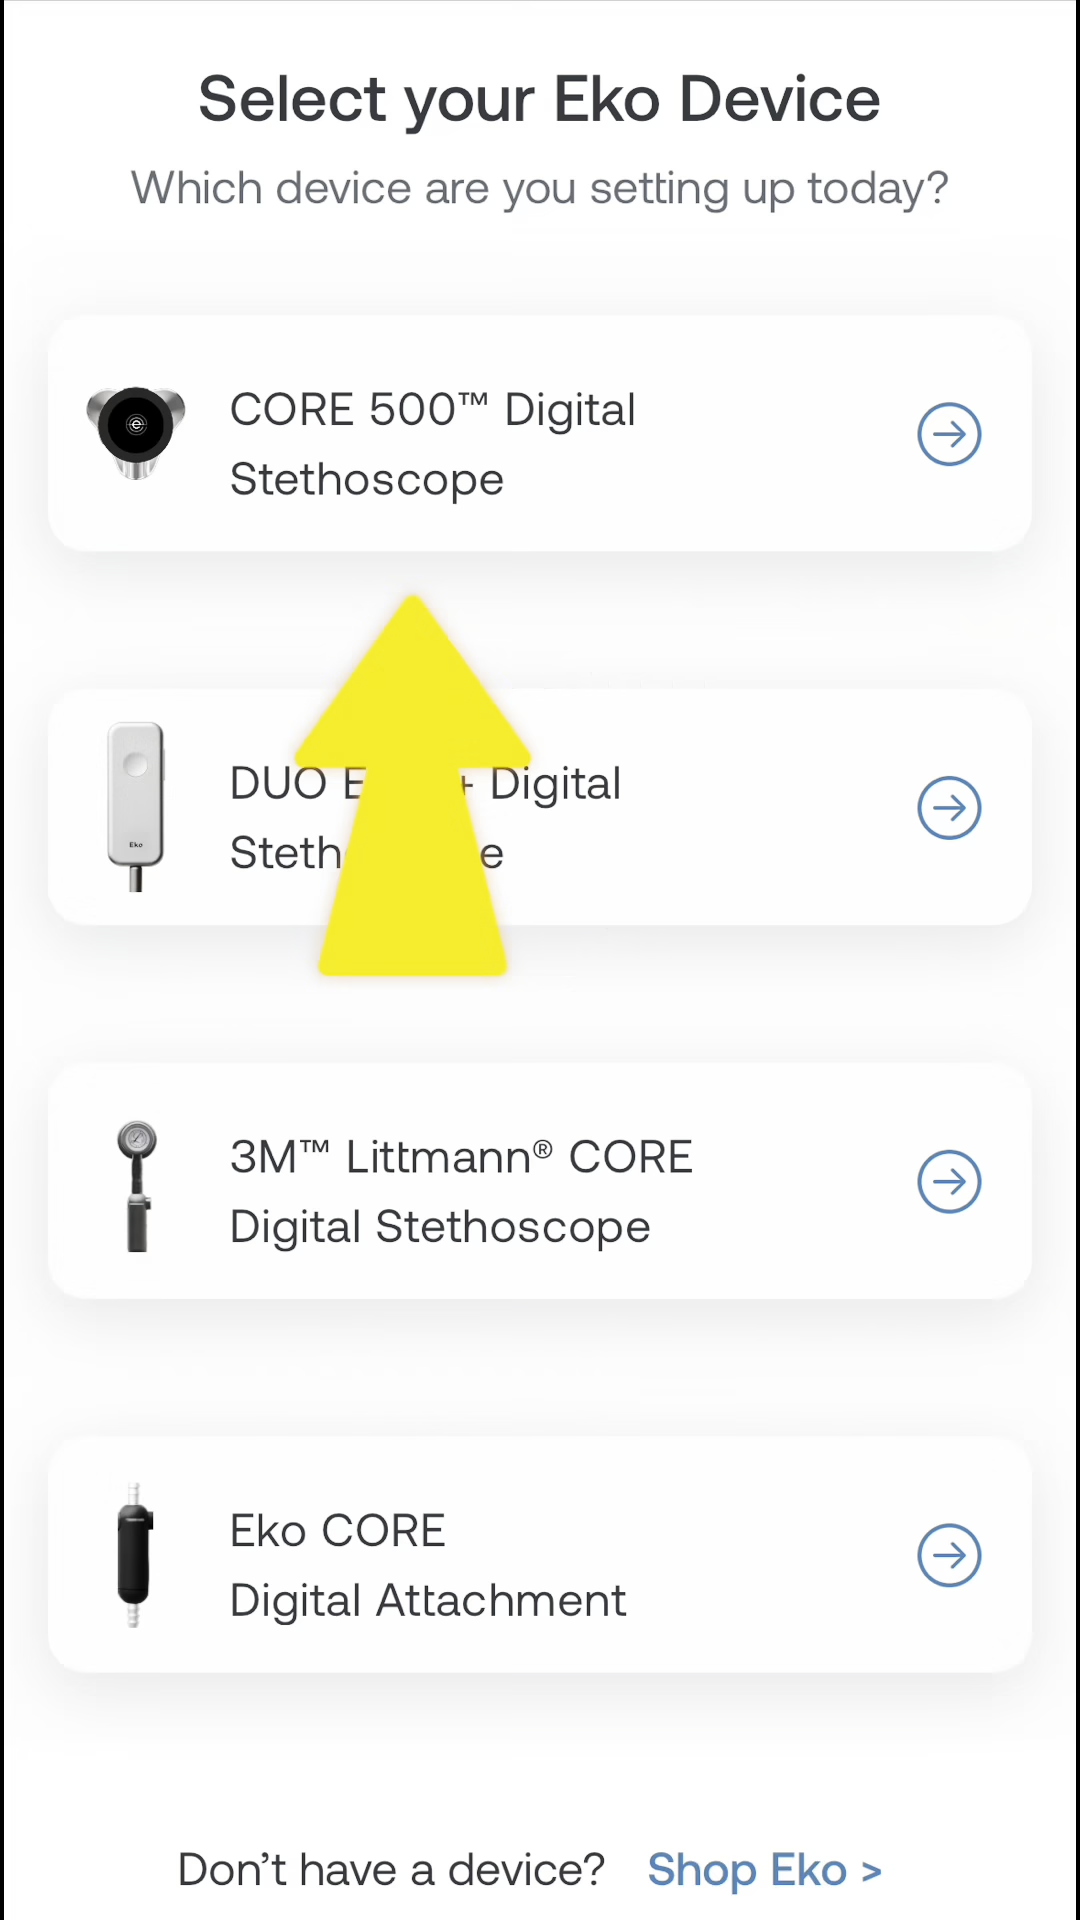 Select your Eko Device
Which device are you setting up today?
CORE 500™ Digital
Stethoscope
DUO + Digital
Eko
3M™ Littmann® CORE
Digital Stethoscope
Eko CORE
Digital Attachment
Don't have a device? Shop Eko >